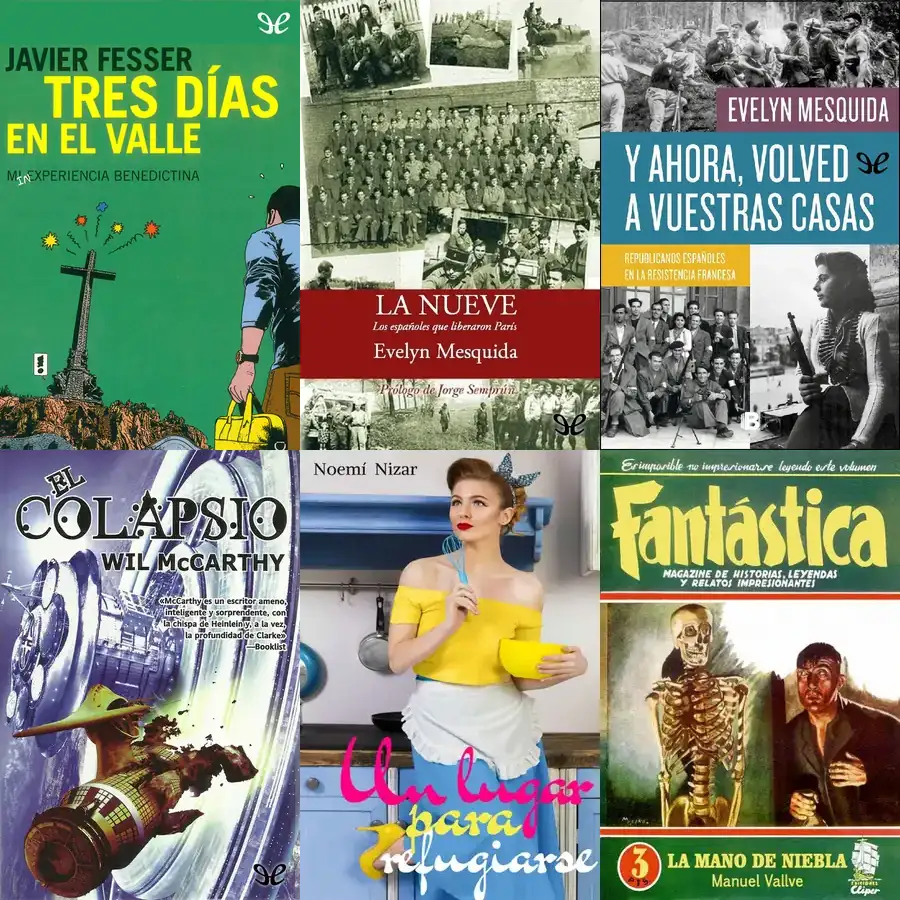 JAVIER FESSER
TRES DÍAS
EN EL VALLE
MI INEXPERIENCIA BENEDICTINA
LA NUEVE
Los españoles que liberaron París
Evelyn Mesquida
Prólogo de Jorge Semprún
EVELYN MESQUIDA
Y AHORA, VOLVED
A VUESTRAS CASAS
REPUBLICANOS ESPAÑOLES
EN LA RESISTENCIA FRANCESA
B
EL
COLAPSIO
WIL McCARTHY
«McCarthy es un escritor ameno,
inteligente y sorprendente, con
la chispa de Heinlein y, a la vez,
la profundidad de Clarke»
—Booklist
Noemí Nizar
Un lugar
para
refugiarse
Es imposible no impresionarse leyendo este volumen
Fantástica
MAGAZINE DE HISTORIAS, LEYENDAS
Y RELATOS IMPRESIONANTES
3
PTS
LA MANO DE NIEBLA
Manuel Vallve
Cliper